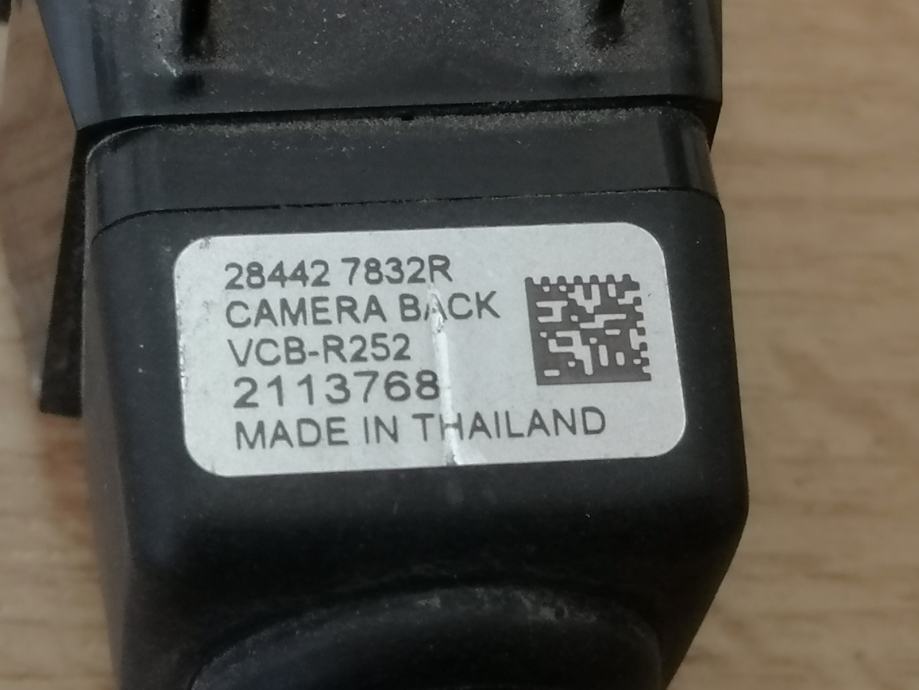 28442 7832R
CAMERA BACK
VCB-R252
2113768
MADE IN THAILAND